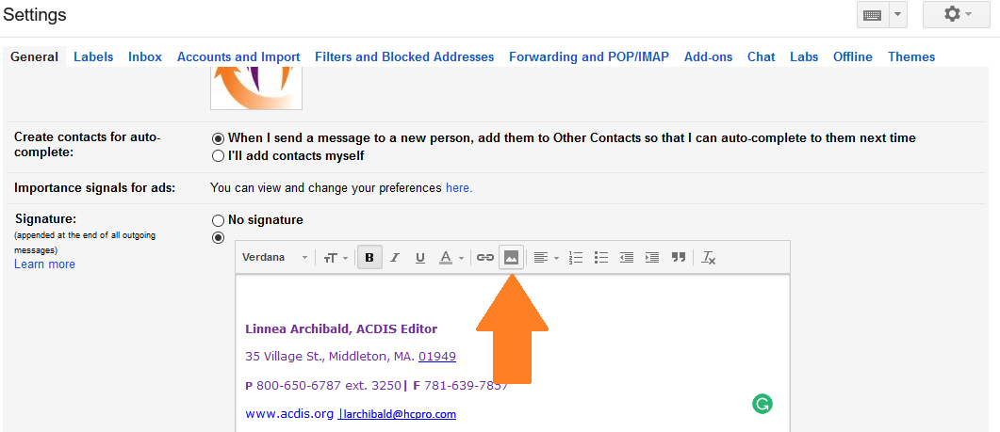 Settings
General Labels Inbox Accounts and Import Filters and Blocked Addresses Forwarding and POP/IMAP Add-ons Chat Labs Offline Themes
Create contacts for auto-
complete:
When I send a message to a new person, add them to Other Contacts so that I can auto-complete to them next time
I'll add contacts myself
Importance signals for ads:
You can view and change your preferences here.
Signature:
(appended at the end of all outgoing
messages)
Learn more
No signature
Verdana
Linnea Archibald, ACDIS Editor
35 Village St., Middleton, MA. 01949
P 800-650-6787 ext. 3250| F 781-639-7857
www.acdis.org |larchibald@hcpro.com